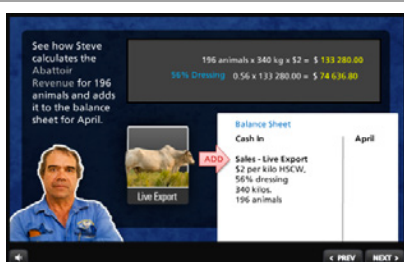 See how Steve
calculates the
Abattoir
Revenue for 196
animals and adds
it to the balance
sheet for April.
196 animals x 340 kg x $2 = $ 133 280.00
56% Dressing 0.56 x 133 280.00 = $ 74 636.80
Live Export
ADD
Balance Sheet
Cash In April
Sales - Live Export
$2 per kilo HSCW,
56% dressing
340 kilos.
196 animals
< PREV NEXT >